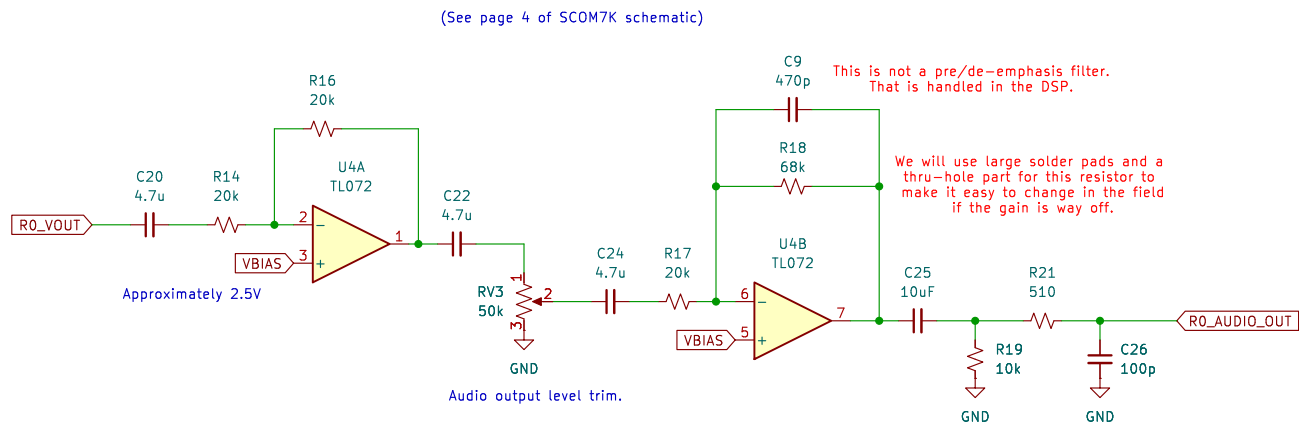 (See page 4 of SCOM7K schematic)
C9
470p
This is not a pre/de-emphasis filter.
That is handled in the DSP.
R16
20k
R18
68k
We will use large solder pads and a
thru-hole part for this resistor to
make it easy to change in the field
if the gain is way off.
C20
4.7u
R14
20k
U4A
TL072
C22
4.7u
R0_VOUT
2
-
1
VBIAS
3
+
Approximately 2.5V
C24
4.7u
R17
20k
U4B
TL072
C25
10uF
R21
510
RV3
50k
1
2
3
GND
6
-
7
VBIAS
5
+
R0_AUDIO_OUT
R19
10k
C26
100p
GND
GND
Audio output level trim.